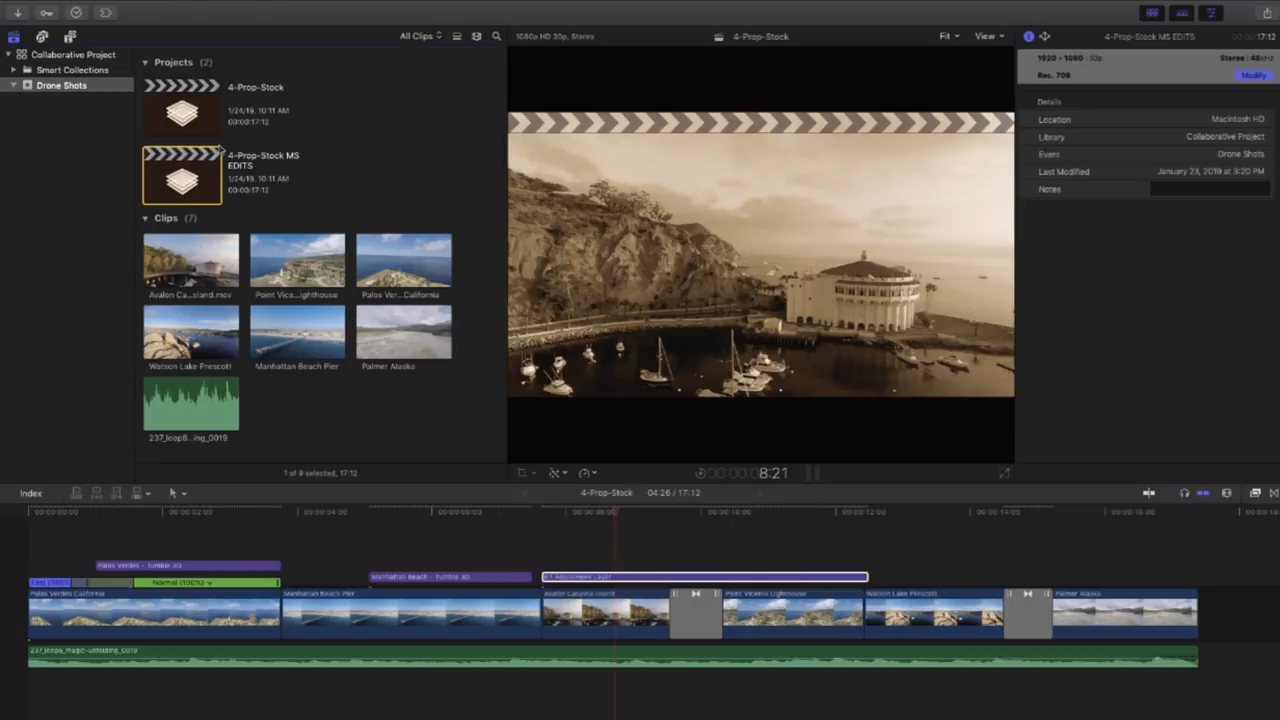 All Clips
1080p HD 30p, Stereo
4-Prop-Stock
Fit
View
4-Prop-Stock MS EDITS
17:12
Collaborative Project
Smart Collections
Drone Shots
Projects (2)
4-Prop-Stock
1/24/19, 10:11 AM
00:00:17:12
4-Prop-Stock MS
EDITS
1/24/19, 10:11 AM
00:00:17:12
Clips (7)
Avalon Ca...sland.mov
Point Vice...ighthouse
Palos Ver...California
Watson Lake Prescott
Manhattan Beach Pier
Palmer Alaska
237_loop6...ing_0019
1 of 9 selected, 17:12
00:00:00:08:21
1920 × 1080 | 30p
Stereo | 48kHz
Rec. 709
Modify
Details
Location
Macintosh HD
Library
Collaborative Project
Event
Drone Shots
Last Modified
January 23, 2019 at 3:20 PM
Notes
Index
4-Prop-Stock
04:26 / 17:12
00:00:00:00
00:00:02:00
00:00:04:00
00:00:06:00
00:00:08:00
00:00:10:00
00:00:12:00
00:00:14:00
00:00:16:00
Palos Verdes - Tumble 3D
Manhattan Beach - Tumble 3D
Adjustment Layer
Normal (100%)
Palos Verdes California
Manhattan Beach Pier
Avalon Catalina Island
Point Vicente Lighthouse
Watson Lake Prescott
Palmer Alaska
237_loop6_magic-unfolding_0019